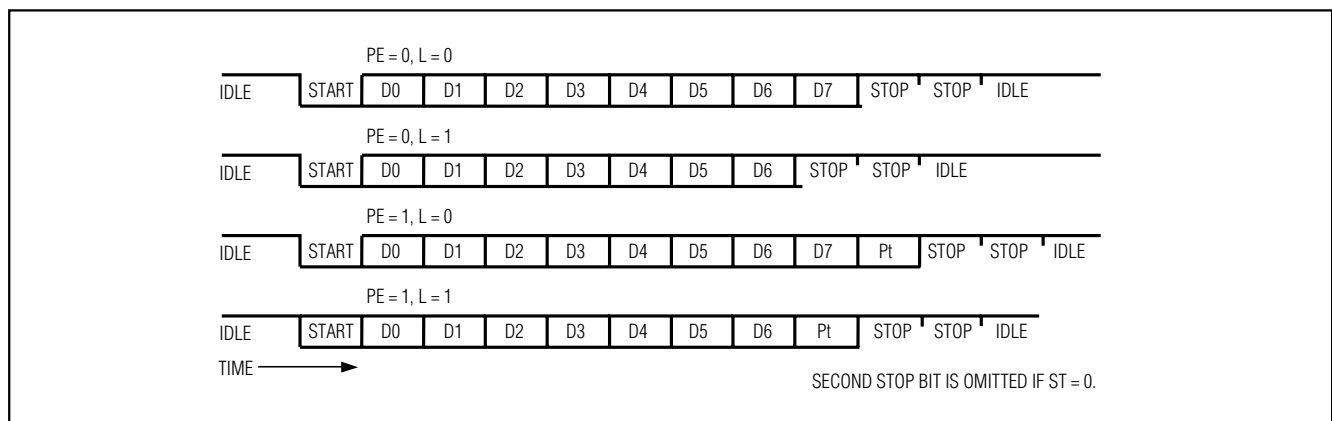 PE = 0, L = 0
IDLE START D0 D1 D2 D3 D4 D5 D6 D7 STOP STOP IDLE
PE = 0, L = 1
IDLE START D0 D1 D2 D3 D4 D5 D6 STOP STOP IDLE
PE = 1, L = 0
IDLE START D0 D1 D2 D3 D4 D5 D6 D7 Pt STOP STOP IDLE
PE = 1, L = 1
IDLE START D0 D1 D2 D3 D4 D5 D6 Pt STOP STOP IDLE
TIME
SECOND STOP BIT IS OMITTED IF ST = 0.